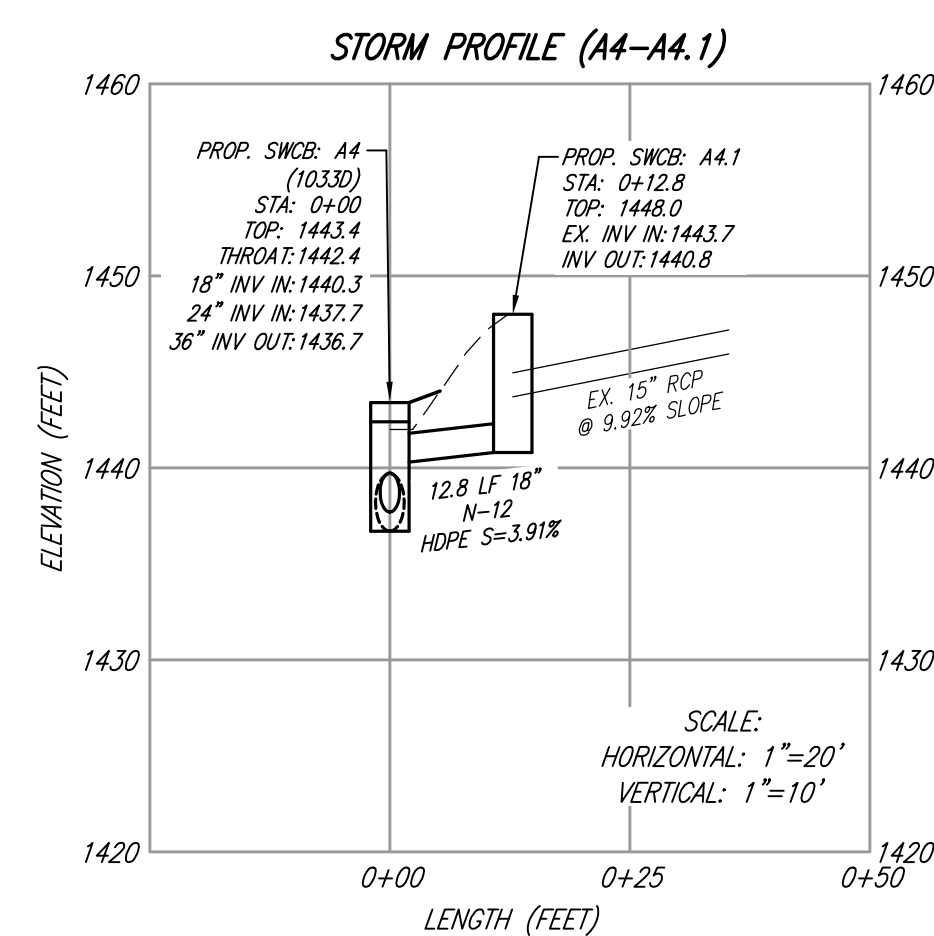 STORM PROFILE (A4-A4.1)
1460
1460
PROP. SWCB: A4
(1033D)
STA: 0+00
TOP: 1443.4
THROAT:1442.4
18" INV IN:1440.3
24" INV IN:1437.7
36" INV OUT:1436.7
PROP. SWCB: A4.1
STA: 0+12.8
TOP: 1448.0
EX. INV IN:1443.7
INV OUT:1440.8
1450
1450
EX. 15" RCP
@ 9.92% SLOPE
ELEVATION (FEET)
1440
1440
12.8 LF 18"
N-12
HDPE S=3.91%
1430
1430
SCALE:
HORIZONTAL: 1"=20'
VERTICAL: 1"=10'
1420
1420
0+00
0+25
0+50
LENGTH (FEET)